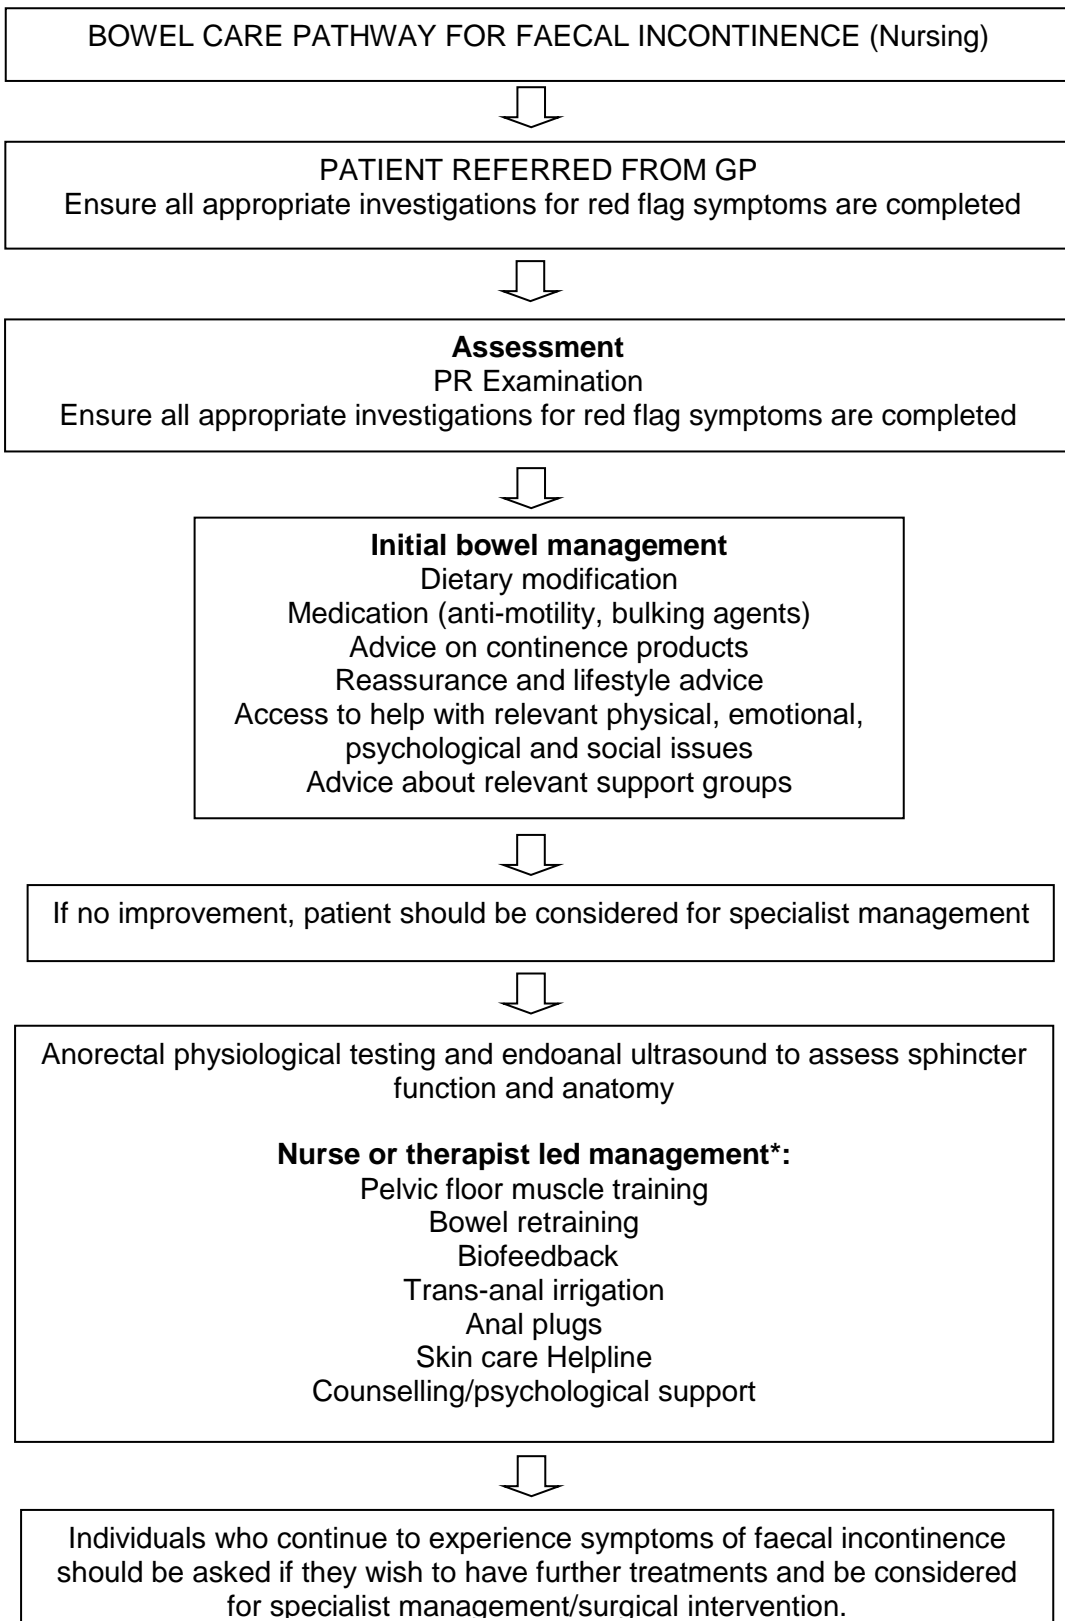 BOWEL CARE PATHWAY FOR FAECAL INCONTINENCE (Nursing)
PATIENT REFERRED FROM GP
Ensure all appropriate investigations for red flag symptoms are completed
Assessment
PR Examination
Ensure all appropriate investigations for red flag symptoms are completed
Initial bowel management
Dietary modification
Medication (anti-motility, bulking agents)
Advice on continence products
Reassurance and lifestyle advice
Access to help with relevant physical, emotional,
psychological and social issues
Advice about relevant support groups
If no improvement, patient should be considered for specialist management
Anorectal physiological testing and endoanal ultrasound to assess sphincter
function and anatomy
Nurse or therapist led management*:
Pelvic floor muscle training
Bowel retraining
Biofeedback
Trans-anal irrigation
Anal plugs
Skin care Helpline
Counselling/psychological support
Individuals who continue to experience symptoms of faecal incontinence
should be asked if they wish to have further treatments and be considered
for specialist management/surgical intervention.